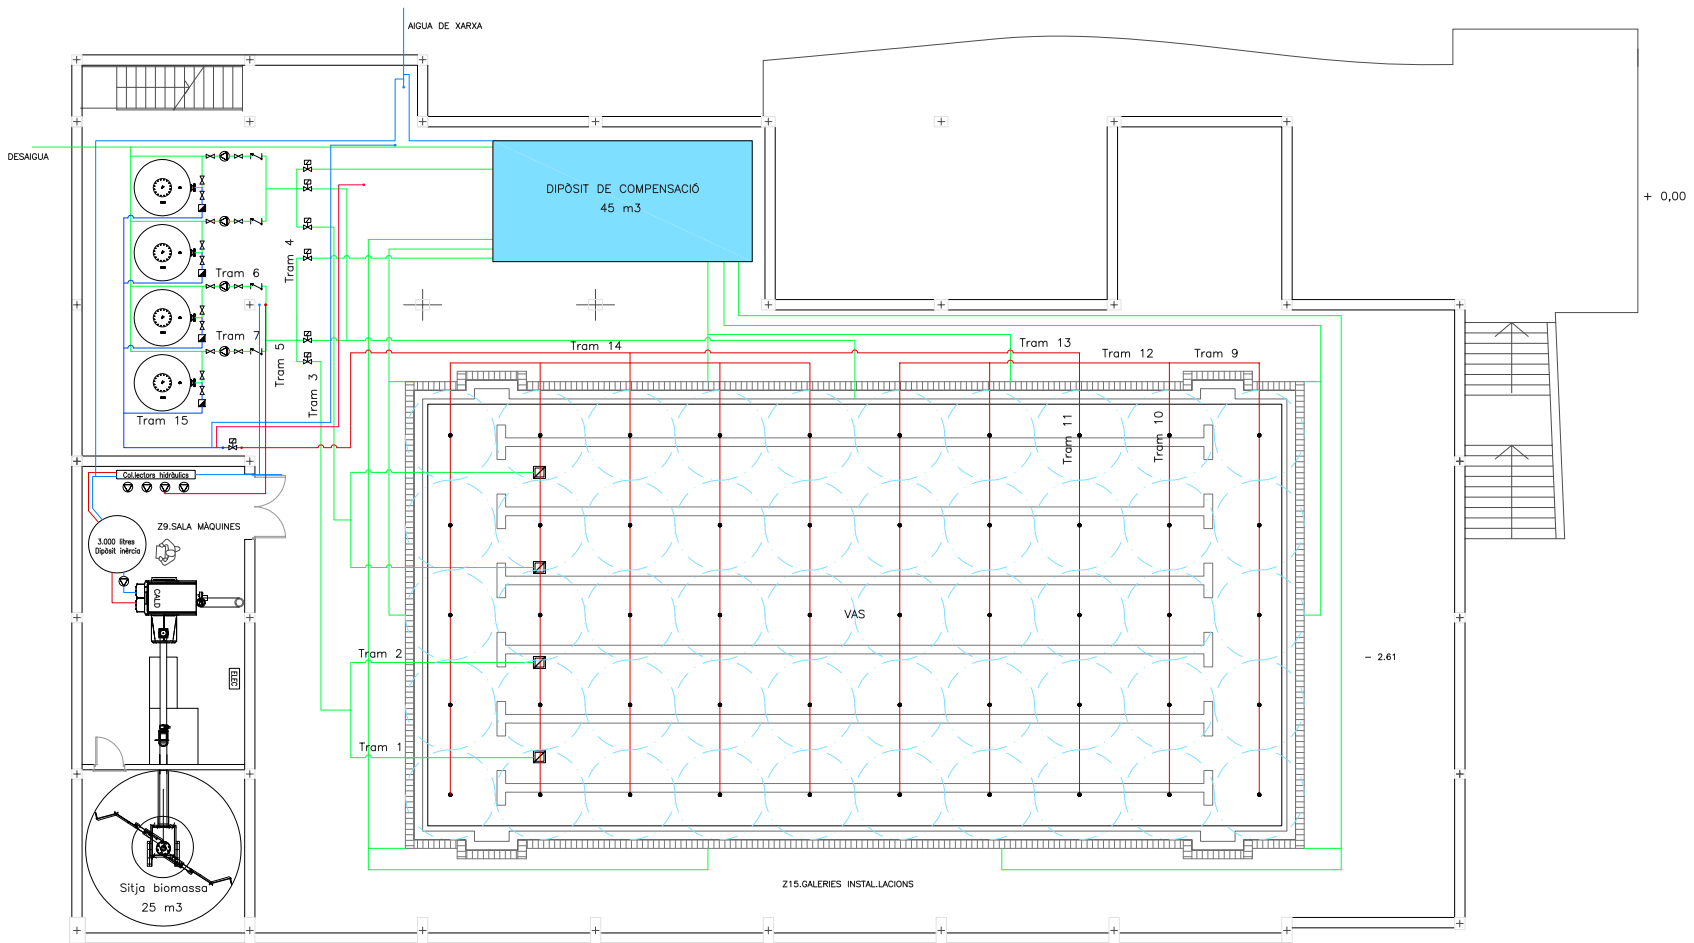 AIGUA DE XARXA
DESAIGUA
DIPÒSIT DE COMPENSACIÓ
45 m3
+ 0,00
Tram 4
Tram 6
Tram 7
Tram 5
Tram 3
Tram 14
Tram 13
Tram 12
Tram 9
Tram 15
Tram 11
Tram 10
Col.lectors hidràulics
Z9.SALA MÀQUINES
3.000 litres
Dipòsit inèrcia
CALD
VAS
Tram 2
- 2.61
ELEC
Tram 1
Z15.GALERIES INSTAL.LACIONS
Sitja biomassa
25 m3